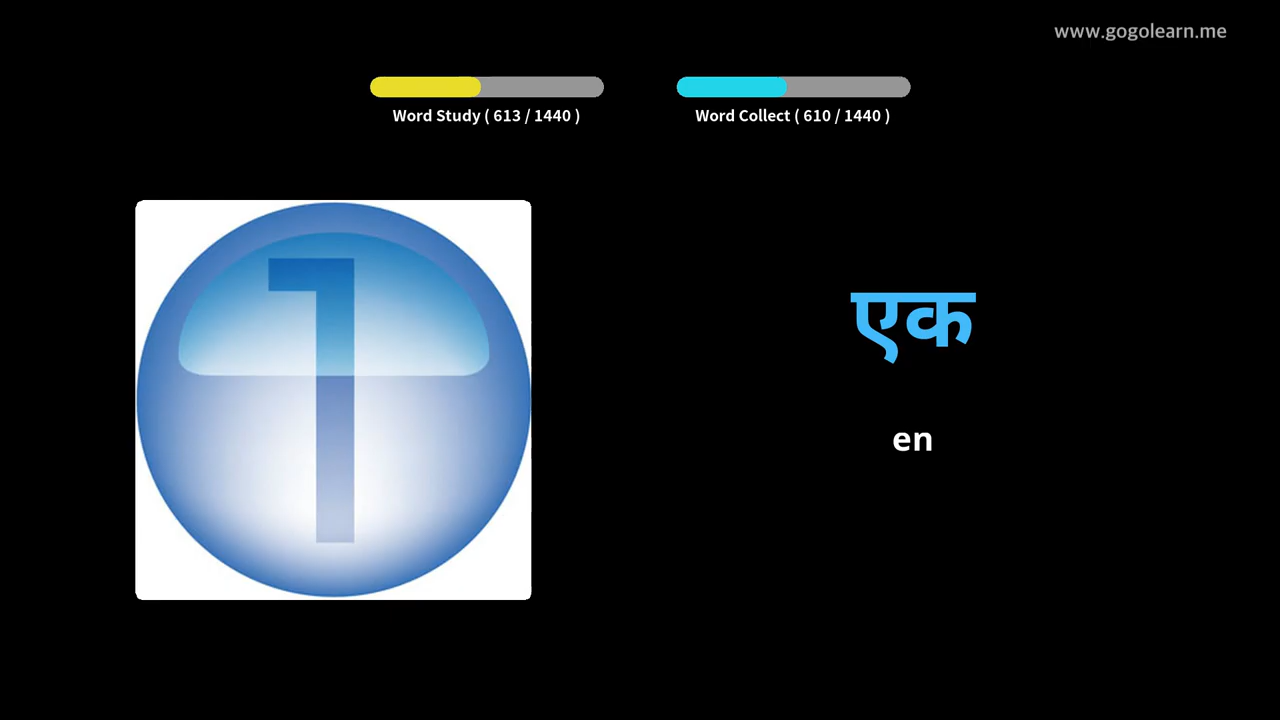 www.gogolearn.me
Word Study ( 613 / 1440 )
Word Collect ( 610 / 1440 )
1
एक
en